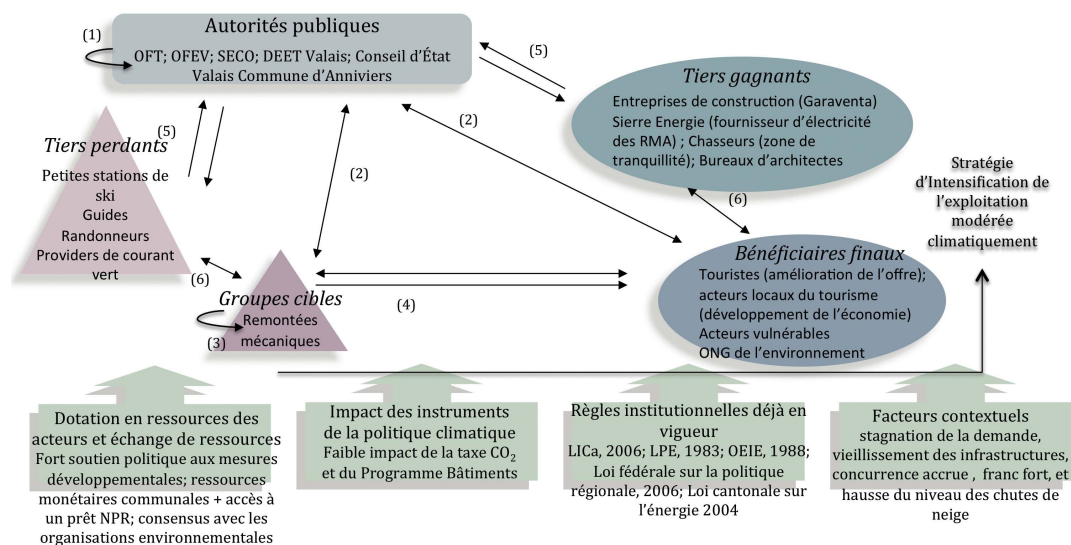 Autorités publiques
OFT; OFEV; SECO; DEET Valais; Conseil d'État
Valais Commune d'Anniviers
(1)
(5)
Tiers gagnants
Entreprises de construction (Garaventa)
Sierre Energie (fournisseur d'électricité
des RMA) ; Chasseurs (zone de
tranquillité); Bureaux d'architectes
(2)
(5)
Tiers perdants
Petites stations de
ski
Guides
Randonneurs
Providers de courant
vert
(2)
(6)
Stratégie
d'Intensification de
l'exploitation
modérée
climatiquement
(6)
Groupes cibles
Remontées
mécaniques
(3)
(4)
Bénéficiaires finaux
Touristes (amélioration de l'offre);
acteurs locaux du tourisme
(développement de l'économie)
Acteurs vulnérables
ONG de l'environnement
Dotation en ressources des
acteurs et échange de ressources
Fort soutien politique aux mesures
développementales; ressources
monétaires communales + accès à
un prêt NPR; consensus avec les
organisations environnementales
Impact des instruments
de la politique climatique
Faible impact de la taxe CO2
et du Programme Bâtiments
Règles institutionnelles déjà en
vigueur
LICa, 2006; LPE, 1983; OEIE, 1988;
Loi fédérale sur la politique
régionale, 2006; Loi cantonale sur
l'énergie 2004
Facteurs contextuels
stagnation de la demande,
vieillissement des infrastructures,
concurrence accrue , franc fort, et
hausse du niveau des chutes de
neige